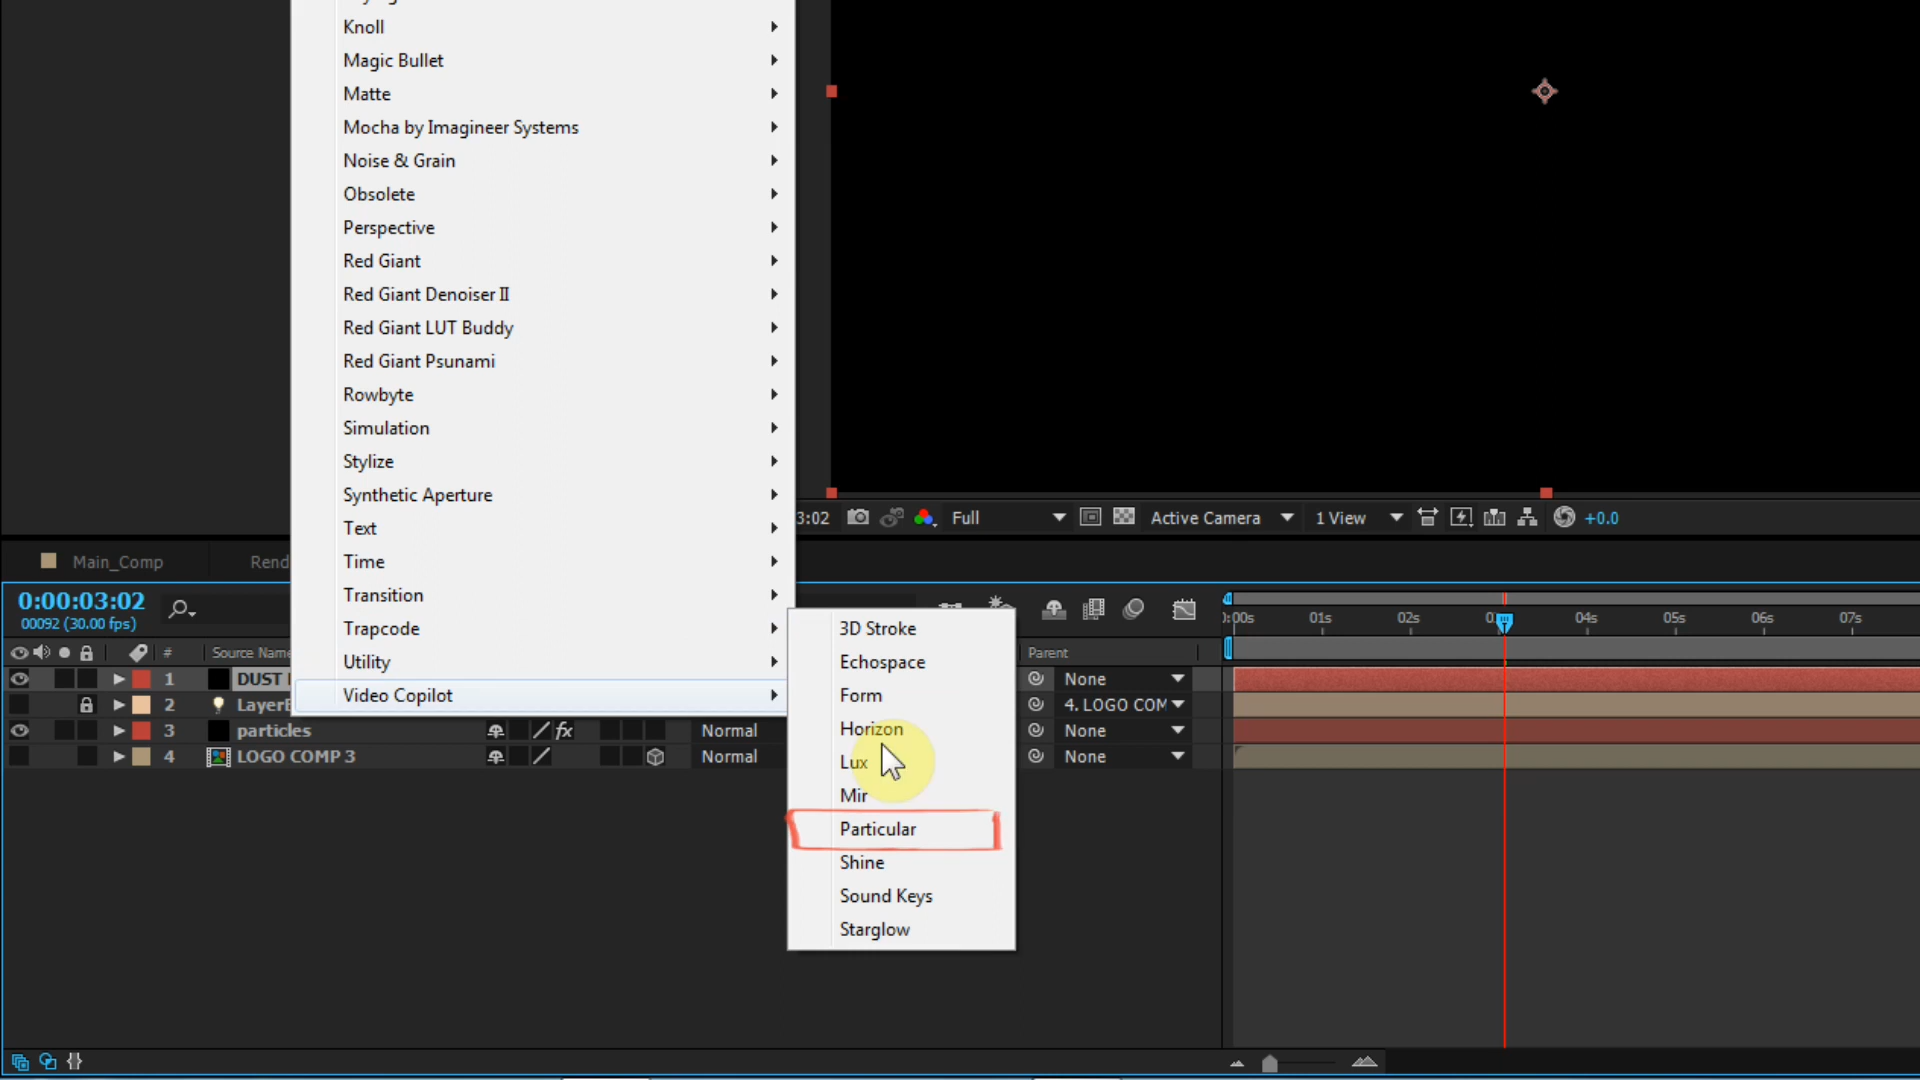 Knoll
Magic Bullet
Matte
Mocha by Imagineer Systems
Noise & Grain
Obsolete
Perspective
Red Giant
Red Giant Denoiser II
Red Giant LUT Buddy
Red Giant Psunami
Rowbyte
Simulation
Stylize
Synthetic Aperture
Text
Time
Transition
Trapcode
Utility
Video Copilot
3D Stroke
Echospace
Form
Horizon
Lux
Mir
Particular
Shine
Sound Keys
Starglow
3:02 Full Active Camera 1 View +0.0
Main_Comp Rend
0:00:03:02
00092 (30.00 fps)
):00s 01s 02s 0 04s 05s 06s 07s
# Source Name Parent
1 DUST None
2 Layer 4. LOGO COM
3 particles fx Normal None
4 LOGO COMP 3 Normal None